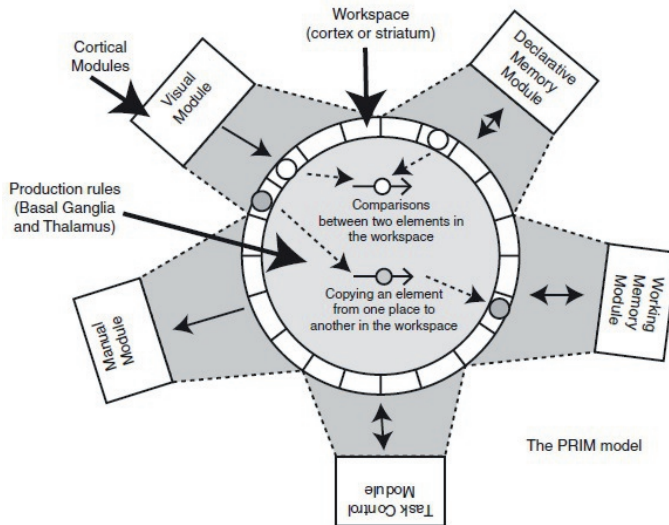 Workspace
(cortex or striatum)
Cortical
Modules
Visual
Module
Declarative
Memory
Module
Production rules
(Basal Ganglia
and Thalamus)
Comparisons
between two elements in
the workspace
Copying an element
from one place to
another in the workspace
Working
Memory
Module
Manual
Module
Task Control
Module
The PRIM model